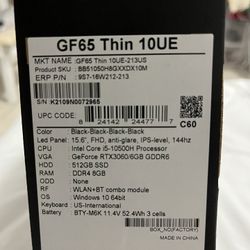 GF65 Thin 10UE
MKT NAME :GF65 Thin 10UE-213US
Product SKU :BB51050H8GXXDX10M
ERP P/N :9S7-16W212-213
S/N: K2109N0072965
UPC CODE:
8 24142 24477 7
C60
Color :Black-Black-Black-Black
Led Panel :15.6", FHD, anti-glare, IPS-level, 144hz
CPU :Intel Core i5-10500H Processor
VGA :GeForce RTX3060/6GB GDDR6
HDD :512GB SSD
RAM :DDR4 8GB
ODD :None
RF :WLAN+BT combo module
OS :Windows 10 64bit
Keyboard :US-International
Battery :BTY-M6K 11.4V 52.4Wh 3 cells
BOX_NO(FACTORY)